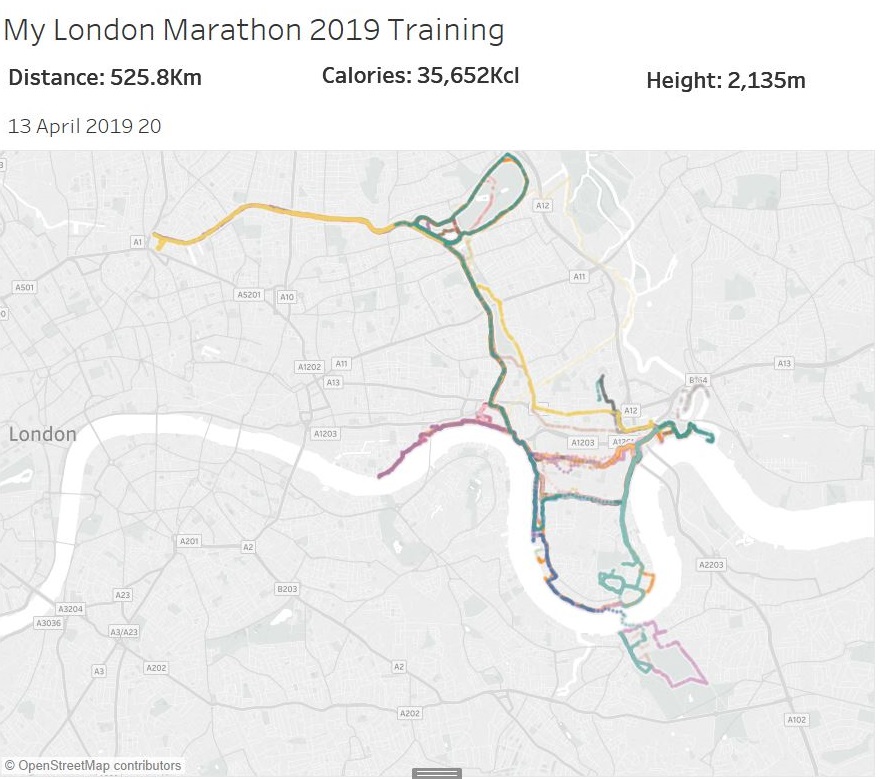 My London Marathon 2019 Training
Distance: 525.8Km
Calories: 35,652Kcl
Height: 2,135m
13 April 2019 20
3
A12
A1
A11
A501
A5201
A10
0
A1202
A11
A13
A13
B164
A12
London
A1203
A1203
A201
A2
A2203
B203
A23
A3204
A3036
A3/A23
A3
A202
A2
A202
A102
© OpenStreetMap contributors